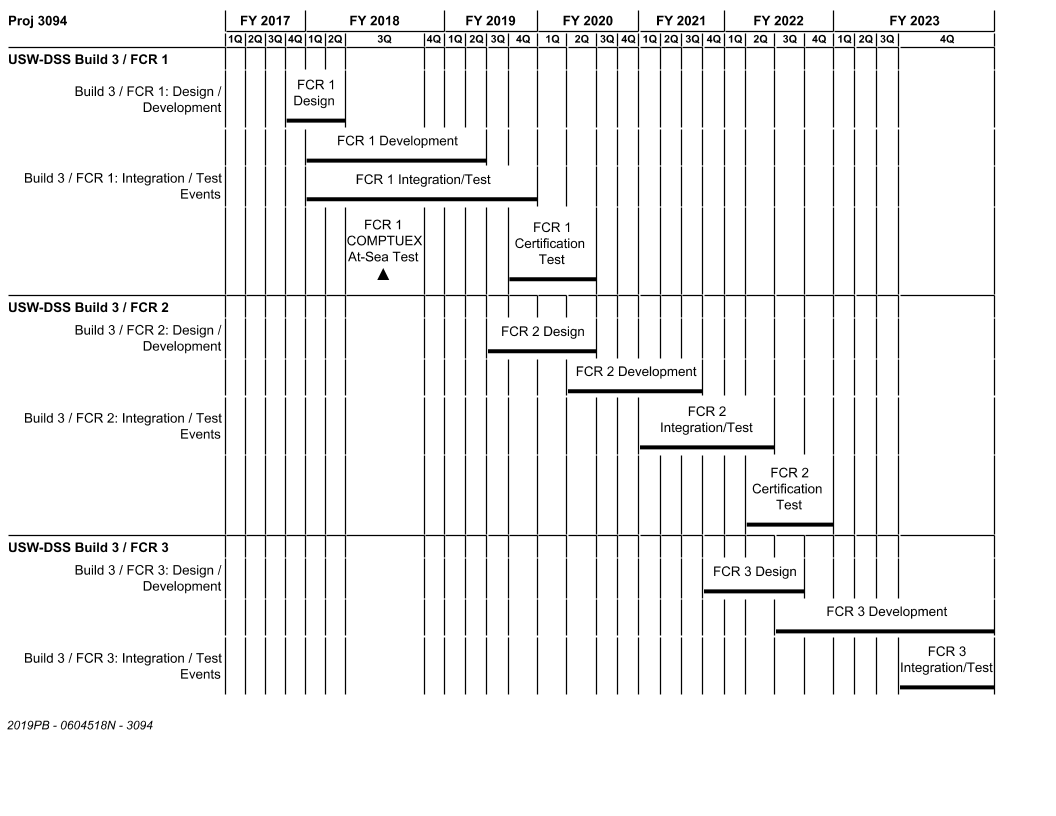 Proj 3094 FY 2017 FY 2018 FY 2019 FY 2020 FY 2021 FY 2022 FY 2023
1Q 2Q 3Q 4Q 1Q 2Q 3Q 4Q 1Q 2Q 3Q 4Q 1Q 2Q 3Q 4Q 1Q 2Q 3Q 4Q 1Q 2Q 3Q 4Q 1Q 2Q 3Q 4Q
USW-DSS Build 3 / FCR 1
Build 3 / FCR 1: Design /
Development
FCR 1
Design
FCR 1 Development
Build 3 / FCR 1: Integration / Test
Events
FCR 1 Integration/Test
FCR 1
COMPTUEX
At-Sea Test
FCR 1
Certification
Test
USW-DSS Build 3 / FCR 2
Build 3 / FCR 2: Design /
Development
FCR 2 Design
FCR 2 Development
Build 3 / FCR 2: Integration / Test
Events
FCR 2
Integration/Test
FCR 2
Certification
Test
USW-DSS Build 3 / FCR 3
Build 3 / FCR 3: Design /
Development
FCR 3 Design
FCR 3 Development
Build 3 / FCR 3: Integration / Test
Events
FCR 3
Integration/Test
2019PB - 0604518N - 3094